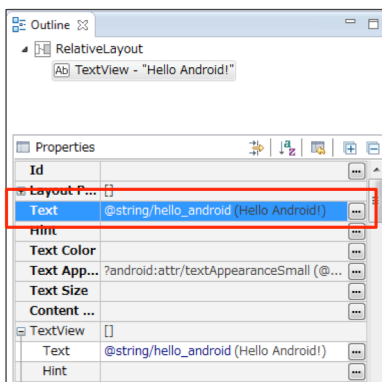 Outline
RelativeLayout
Ab TextView - "Hello Android!"
Properties
Id
Layout P... []
Text @string/hello_android (Hello Android!)
Hint
Text Color
Text App... ?android:attr/textAppearanceSmall (@...
Text Size
Content ...
TextView []
Text @string/hello_android (Hello Android!)
Hint